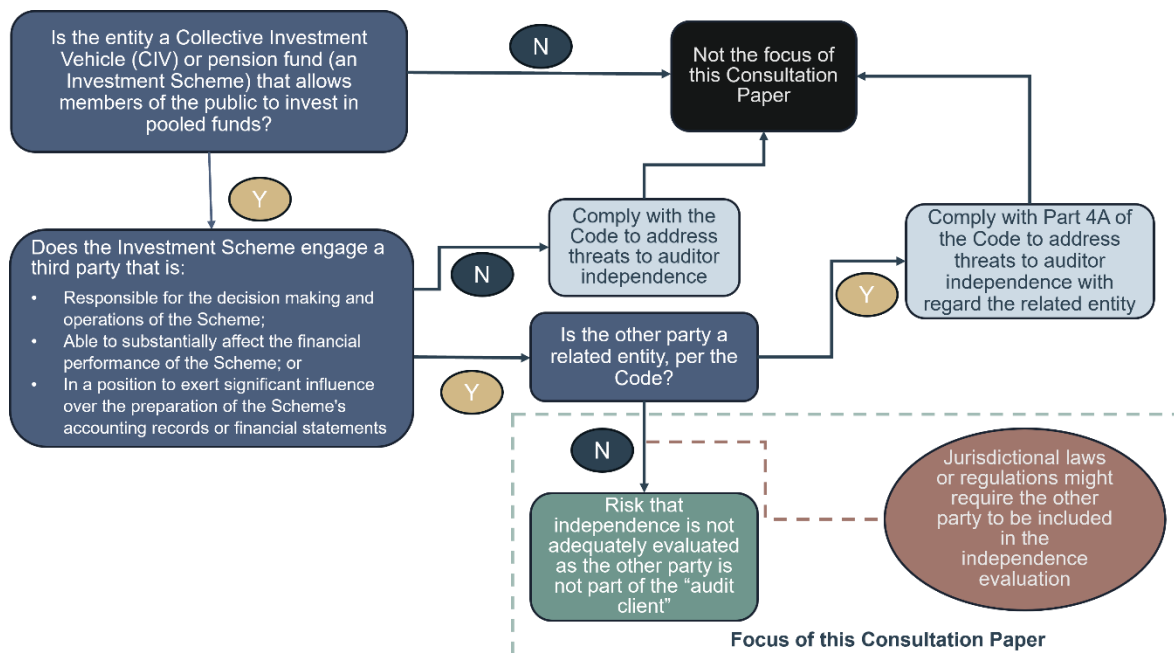 Is the entity a Collective Investment
Vehicle (CIV) or pension fund (an
Investment Scheme) that allows
members of the public to invest in
pooled funds?
N
Not the focus of
this Consultation
Paper
Y
Does the Investment Scheme engage a
third party that is:
• Responsible for the decision making and
operations of the Scheme;
• Able to substantially affect the financial
performance of the Scheme; or
• In a position to exert significant influence
over the preparation of the Scheme's
accounting records or financial statements
N
Comply with the
Code to address
threats to auditor
independence
Y
Is the other party a
related entity, per the
Code?
Y
Comply with Part 4A of
the Code to address
threats to auditor
independence with
regard the related entity
N
Risk that
independence is not
adequately evaluated
as the other party is
not part of the “audit
client”
Jurisdictional laws
or regulations might
require the other
party to be included
in the
independence
evaluation
Focus of this Consultation Paper